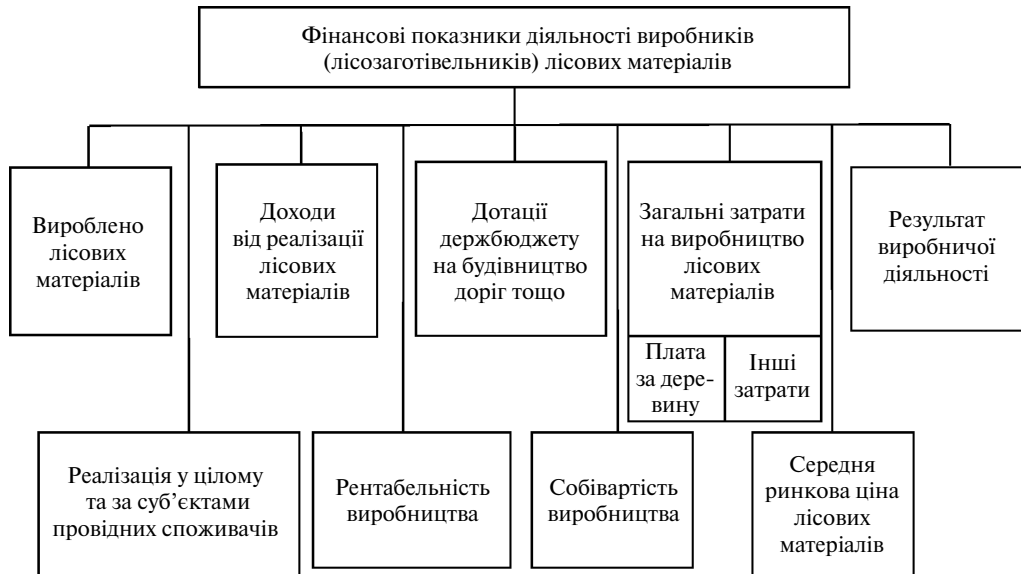 Фінансові показники діяльності виробників
(лісозаготівельників) лісових матеріалів
Вироблено
лісових
матеріалів
Доходи
від реалізації
лісових
матеріалів
Дотації
держбюджету
на будівництво
доріг тощо
Загальні затрати
на виробництво
лісових
матеріалів
Результат
виробничої
діяльності
Плата
за дере-
вину
Інші
затрати
Реалізація у цілому
та за суб’єктами
провідних споживачів
Рентабельність
виробництва
Собівартість
виробництва
Середня
ринкова ціна
лісових
матеріалів